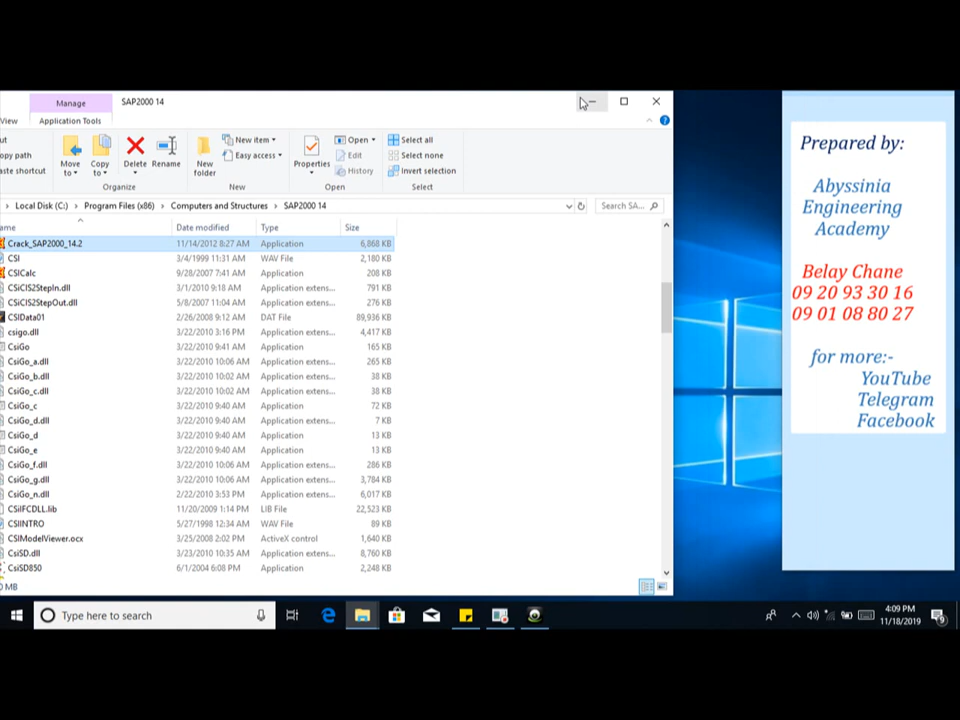 Manage
SAP2000 14
View
Application Tools
ut
opy path
aste shortcut
Move to
Copy to
Delete
Rename
New folder
New item
Easy access
Properties
Open
Edit
History
Select all
Select none
Invert selection
Organize
New
Open
Select
Local Disk (C:) › Program Files (x86) › Computers and Structures › SAP2000 14
Search SA...
ame Date modified Type Size
Crack_SAP2000_14.2 11/14/2012 8:27 AM Application 6,868 KB
CSI 3/4/1999 11:31 AM WAV File 2,180 KB
CSICalc 9/28/2007 7:41 AM Application 208 KB
CSiCIS2StepIn.dll 3/1/2010 9:18 AM Application extens... 791 KB
CSiCIS2StepOut.dll 5/8/2007 11:04 AM Application extens... 276 KB
CSIData01 2/26/2008 9:12 AM DAT File 89,936 KB
csigo.dll 3/22/2010 3:16 PM Application extens... 4,417 KB
CsiGo 3/22/2010 9:41 AM Application 165 KB
CsiGo_a.dll 3/22/2010 10:06 AM Application extens... 265 KB
CsiGo_b.dll 3/22/2010 10:02 AM Application extens... 38 KB
CsiGo_c.dll 3/22/2010 10:02 AM Application extens... 38 KB
CsiGo_c 3/22/2010 9:40 AM Application 72 KB
CsiGo_d.dll 3/22/2010 9:40 AM Application extens... 7 KB
CsiGo_d 3/22/2010 9:40 AM Application 13 KB
CsiGo_e 3/22/2010 9:40 AM Application 13 KB
CsiGo_f.dll 3/22/2010 10:06 AM Application extens... 286 KB
CsiGo_g.dll 3/22/2010 10:06 AM Application extens... 3,784 KB
CsiGo_n.dll 2/22/2010 3:53 PM Application extens... 6,017 KB
CSiIFCDLL.lib 11/20/2009 1:14 PM LIB File 22,523 KB
CSIINTRO 5/27/1998 12:34 AM WAV File 89 KB
CSIModelViewer.ocx 3/25/2008 2:02 PM ActiveX control 1,640 KB
CsiSD.dll 3/23/2010 10:35 AM Application extens... 8,760 KB
CsiSD850 6/1/2004 6:08 PM Application 2,248 KB
MB
Prepared by:
Abyssinia
Engineering
Academy
Belay Chane
09 20 93 30 16
09 01 08 80 27
for more:-
YouTube
Telegram
Facebook
Type here to search
4:09 PM
11/18/2019